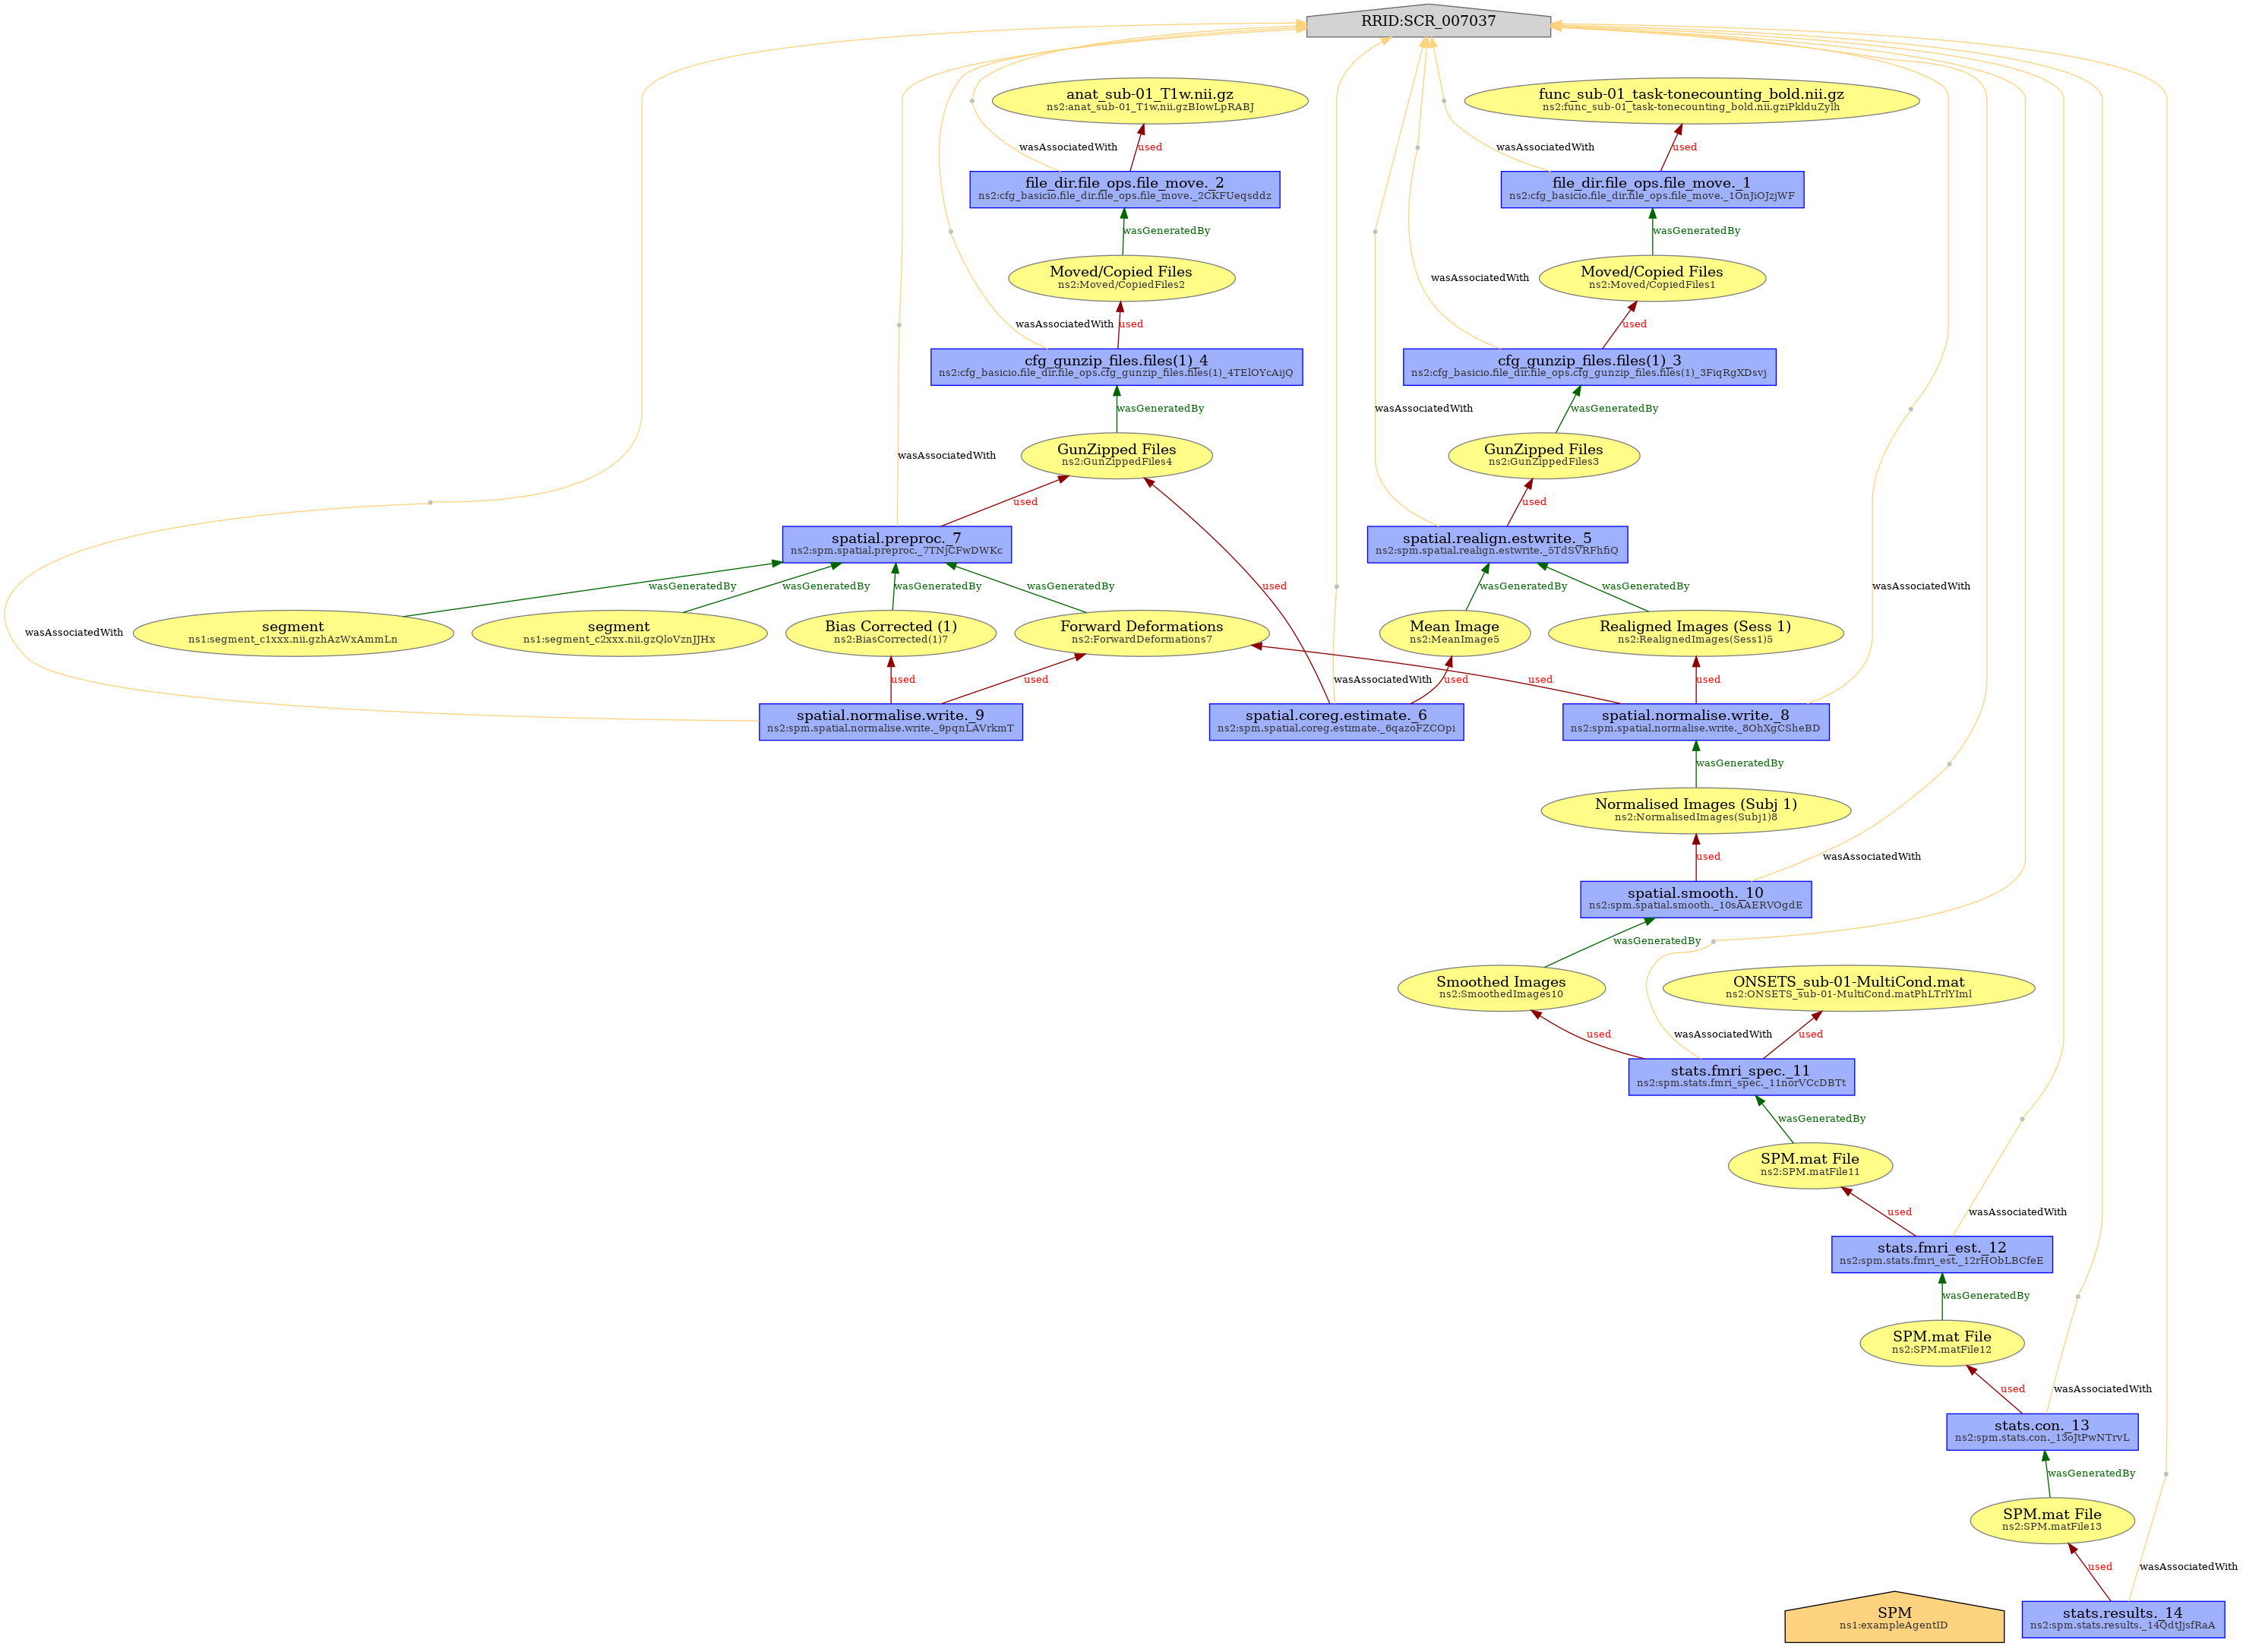 RRID:SCR_007037
anat_sub-01_T1w.nii.gz
ns2:anat_sub-01_T1w.nii.gzBIowLpRABJ
func_sub-01_task-tonecounting_bold.nii.gz
ns2:func_sub-01_task-tonecounting_bold.nii.gziPklduZylh
wasAssociatedWith
used
wasAssociatedWith
used
file_dir.file_ops.file_move._2
ns2:cfg_basicio.file_dir.file_ops.file_move._2CKFUeqsddz
file_dir.file_ops.file_move._1
ns2:cfg_basicio.file_dir.file_ops.file_move._1OnJiOJzjWF
wasGeneratedBy
wasGeneratedBy
Moved/Copied Files
ns2:Moved/CopiedFiles2
wasAssociatedWith
Moved/Copied Files
ns2:Moved/CopiedFiles1
wasAssociatedWith
used
used
cfg_gunzip_files.files(1)_4
ns2:cfg_basicio.file_dir.file_ops.cfg_gunzip_files.files(1)_4TElOYcAijQ
cfg_gunzip_files.files(1)_3
ns2:cfg_basicio.file_dir.file_ops.cfg_gunzip_files.files(1)_3FiqRgXDsvj
wasGeneratedBy
wasAssociatedWith
wasGeneratedBy
wasAssociatedWith
GunZipped Files
ns2:GunZippedFiles4
GunZipped Files
ns2:GunZippedFiles3
used
used
spatial.preproc._7
ns2:spm.spatial.preproc._7TNjCFwDWKc
spatial.realign.estwrite._5
ns2:spm.spatial.realign.estwrite._5TdSVRFhfiQ
wasGeneratedBy
wasGeneratedBy
wasGeneratedBy
wasGeneratedBy
used
wasGeneratedBy
wasGeneratedBy
wasAssociatedWith
wasAssociatedWith
segment
ns1:segment_c1xxx.nii.gzhAzWxAmmLn
segment
ns1:segment_c2xxx.nii.gzQloVznJJHx
Bias Corrected (1)
ns2:BiasCorrected(1)7
Forward Deformations
ns2:ForwardDeformations7
Mean Image
ns2:MeanImage5
Realigned Images (Sess 1)
ns2:RealignedImages(Sess1)5
used
used
wasAssociatedWith
used
used
used
spatial.normalise.write._9
ns2:spm.spatial.normalise.write._9pqnLAVrkmT
spatial.coreg.estimate._6
ns2:spm.spatial.coreg.estimate._6qazoFZCOpi
spatial.normalise.write._8
ns2:spm.spatial.normalise.write._8OhXgCSheBD
wasGeneratedBy
Normalised Images (Subj 1)
ns2:NormalisedImages(Subj1)8
used
wasAssociatedWith
spatial.smooth._10
ns2:spm.spatial.smooth._10sAAERVOgdE
wasGeneratedBy
Smoothed Images
ns2:SmoothedImages10
ONSETS_sub-01-MultiCond.mat
ns2:ONSETS_sub-01-MultiCond.matPhLTrlYIml
used
wasAssociatedWith
used
stats.fmri_spec._11
ns2:spm.stats.fmri_spec._11norVCcDBTt
wasGeneratedBy
SPM.mat File
ns2:SPM.matFile11
used
wasAssociatedWith
stats.fmri_est._12
ns2:spm.stats.fmri_est._12rHObLBCfeE
wasGeneratedBy
SPM.mat File
ns2:SPM.matFile12
used
wasAssociatedWith
stats.con._13
ns2:spm.stats.con._13oJtPwNTrvL
wasGeneratedBy
SPM.mat File
ns2:SPM.matFile13
used
wasAssociatedWith
SPM
ns1:exampleAgentID
stats.results._14
ns2:spm.stats.results._14QdtJjsfRaA